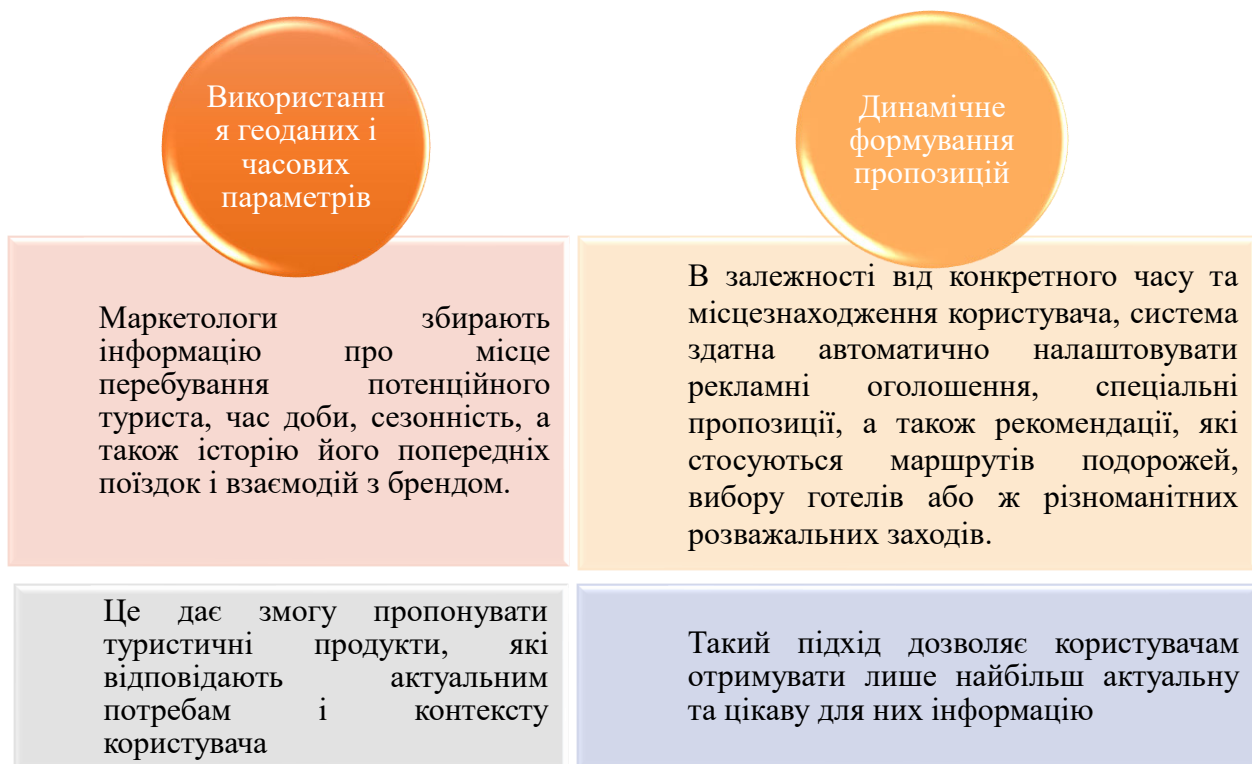 Використанн
я геоданих і
часових
параметрів
Маркетологи збирають
інформацію про місце
перебування потенційного
туриста, час доби, сезонність, а
також історію його попередніх
поїздок і взаємодій з брендом.
Це дає змогу пропонувати
туристичні продукти, які
відповідають актуальним
потребам і контексту
користувача
Динамічне
формування
пропозицій
В залежності від конкретного часу та
місцезнаходження користувача, система
здатна автоматично налаштовувати
рекламні оголошення, спеціальні
пропозиції, а також рекомендації, які
стосуються маршрутів подорожей,
вибору готелів або ж різноманітних
розважальних заходів.
Такий підхід дозволяє користувачам
отримувати лише найбільш актуальну
та цікаву для них інформацію